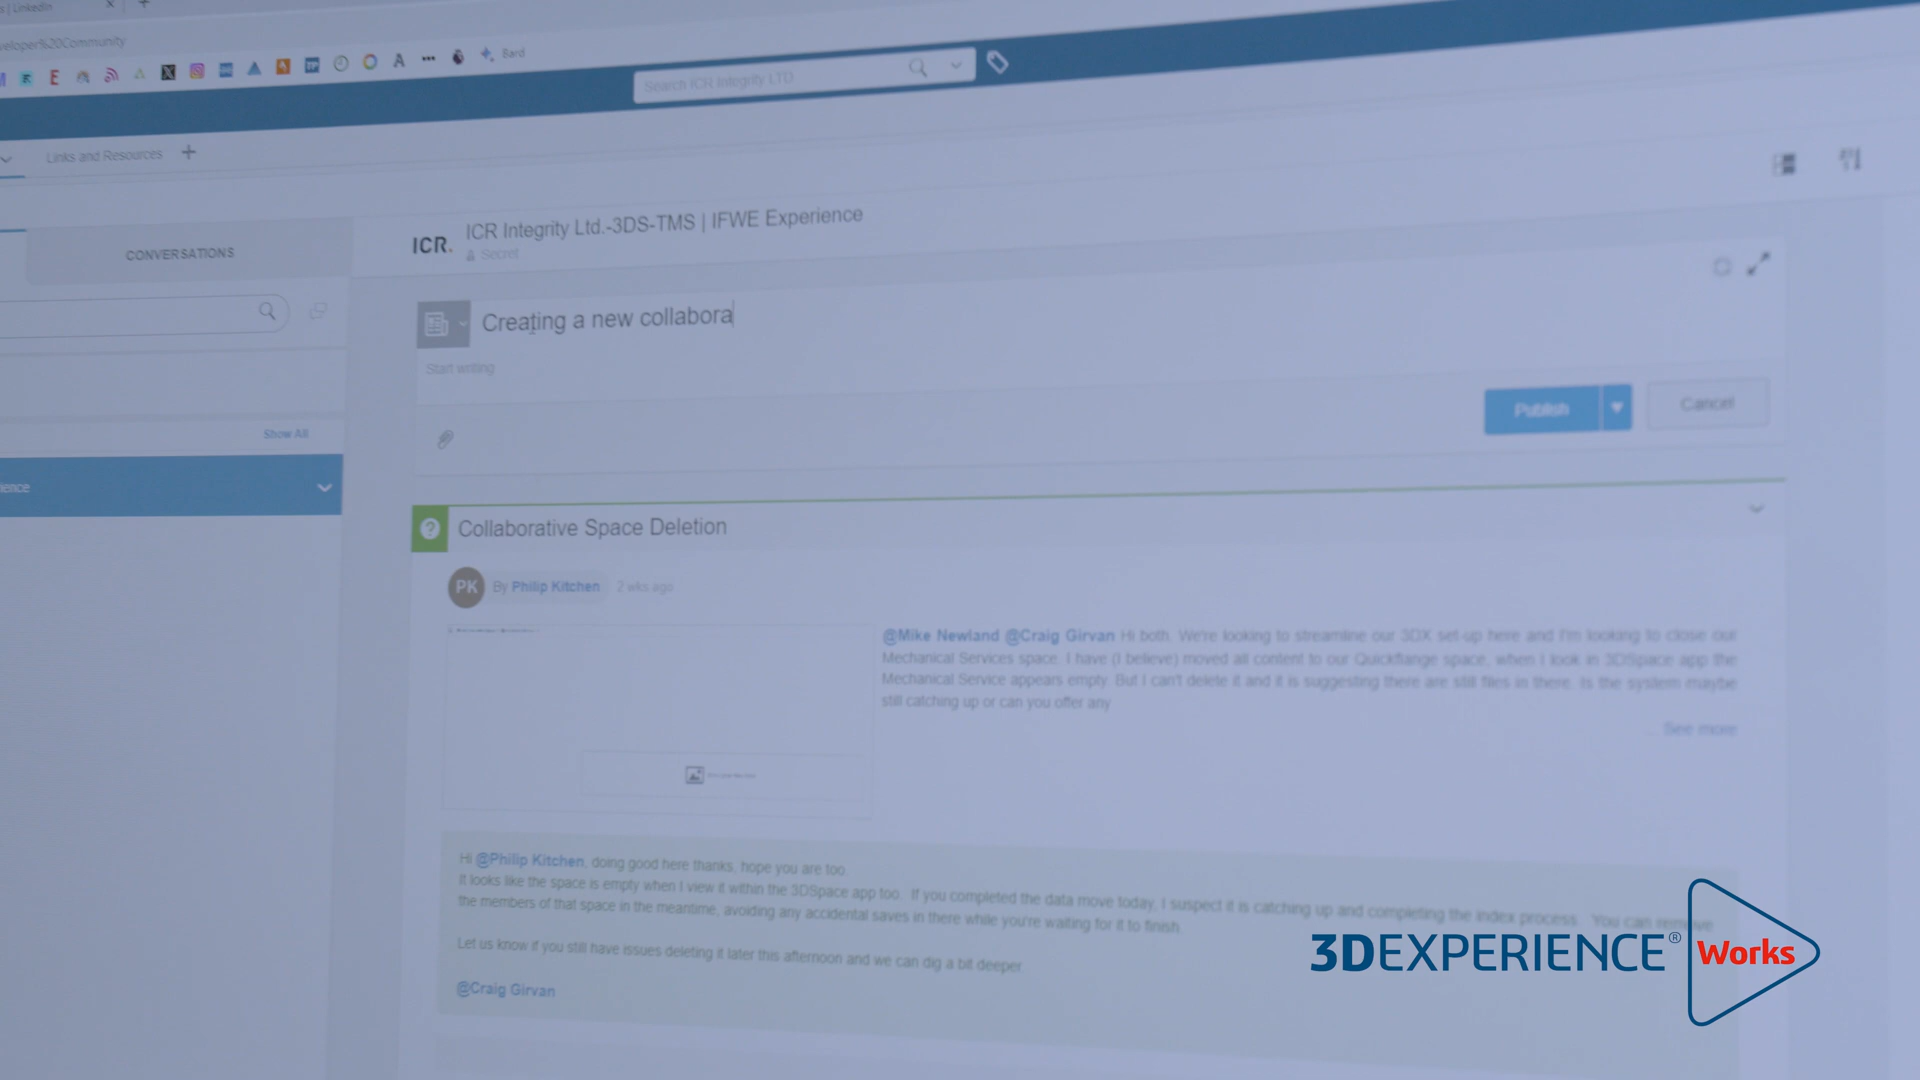 LinkedIn
veloper%20Community
Bard
Search ICR Integrity LTD
Links and Resources
CONVERSATIONS
ICR.
ICR Integrity Ltd.-3DS-TMS | IFWE Experience
Secret
Creating a new collabora
Start writing
Publish
Cancel
Show All
ience
Collaborative Space Deletion
PK
By Philip Kitchen 2 wks ago
@Mike Newland @Craig Girvan Hi both. We're looking to streamline our 3DX set-up here and I'm looking to close our
Mechanical Services space. I have (I believe) moved all content to our Quickflange space, when I look in 3DSpace app the
Mechanical Service appears empty. But I can't delete it and it is suggesting there are still files in there. Is the system maybe
still catching up or can you offer any
... See more
Hi @Philip Kitchen, doing good here thanks, hope you are too.
It looks like the space is empty when I view it within the 3DSpace app too. If you completed the data move today, I suspect it is catching up and completing the index process. You can remove
the members of that space in the meantime, avoiding any accidental saves in there while you're waiting for it to finish.
Let us know if you still have issues deleting it later this afternoon and we can dig a bit deeper.
@Craig Girvan
3DEXPERIENCE®
Works